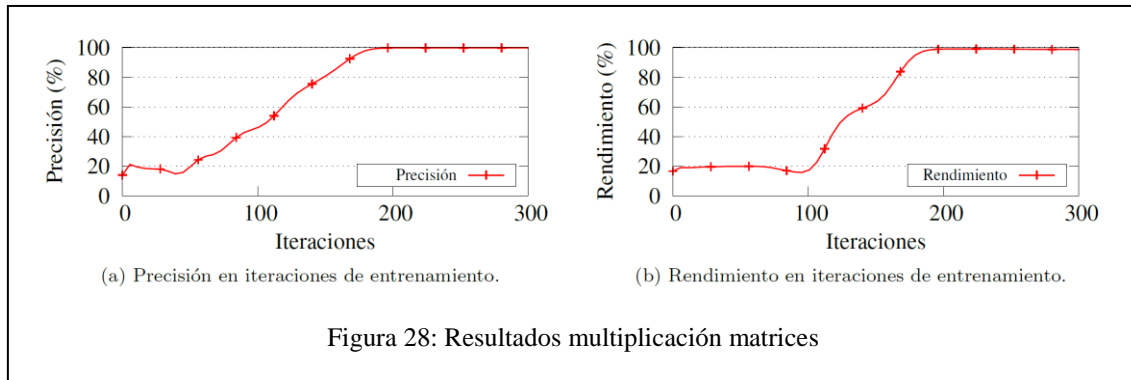 Precisión (%)
100
80
60
40
20
0
Precisión
0 100 200 300
Iteraciones
(a) Precisión en iteraciones de entrenamiento.
Rendimiento (%)
100
80
60
40
20
0
Rendimiento
0 100 200 300
Iteraciones
(b) Rendimiento en iteraciones de entrenamiento.
Figura 28: Resultados multiplicación matrices